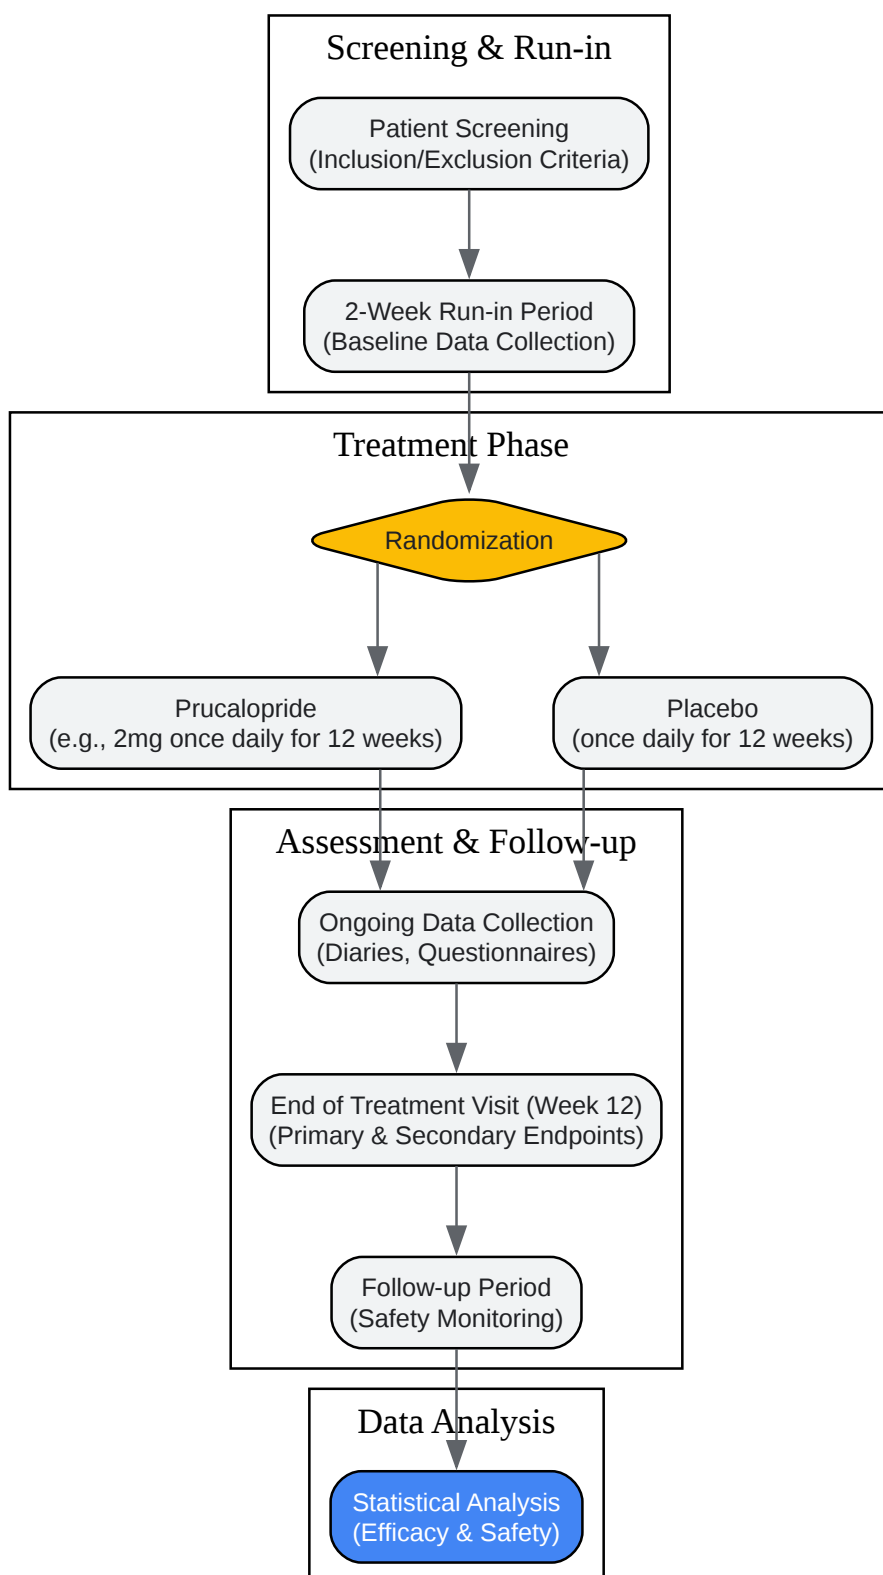 Screening & Run-in
Patient Screening
(Inclusion/Exclusion Criteria)
2-Week Run-in Period
(Baseline Data Collection)
Treatment Phase
Randomization
Prucalopride
(e.g., 2mg once daily for 12 weeks)
Placebo
(once daily for 12 weeks)
Assessment & Follow-up
Ongoing Data Collection
(Diaries, Questionnaires)
End of Treatment Visit (Week 12)
(Primary & Secondary Endpoints)
Follow-up Period
(Safety Monitoring)
Data Analysis
Statistical Analysis
(Efficacy & Safety)